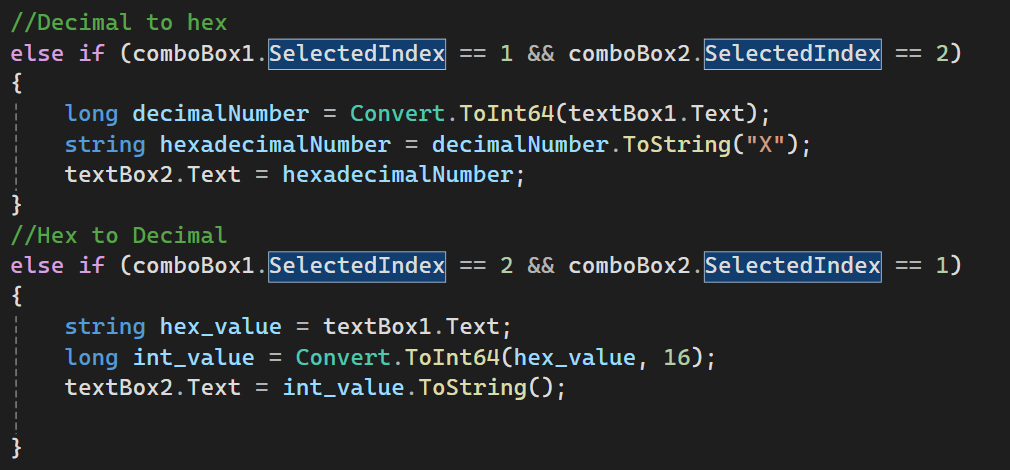 //Decimal to hex
else if (comboBox1.SelectedIndex == 1 && comboBox2.SelectedIndex == 2)
{
    long decimalNumber = Convert.ToInt64(textBox1.Text);
    string hexadecimalNumber = decimalNumber.ToString("X");
    textBox2.Text = hexadecimalNumber;
}
//Hex to Decimal
else if (comboBox1.SelectedIndex == 2 && comboBox2.SelectedIndex == 1)
{
    string hex_value = textBox1.Text;
    long int_value = Convert.ToInt64(hex_value, 16);
    textBox2.Text = int_value.ToString();
}